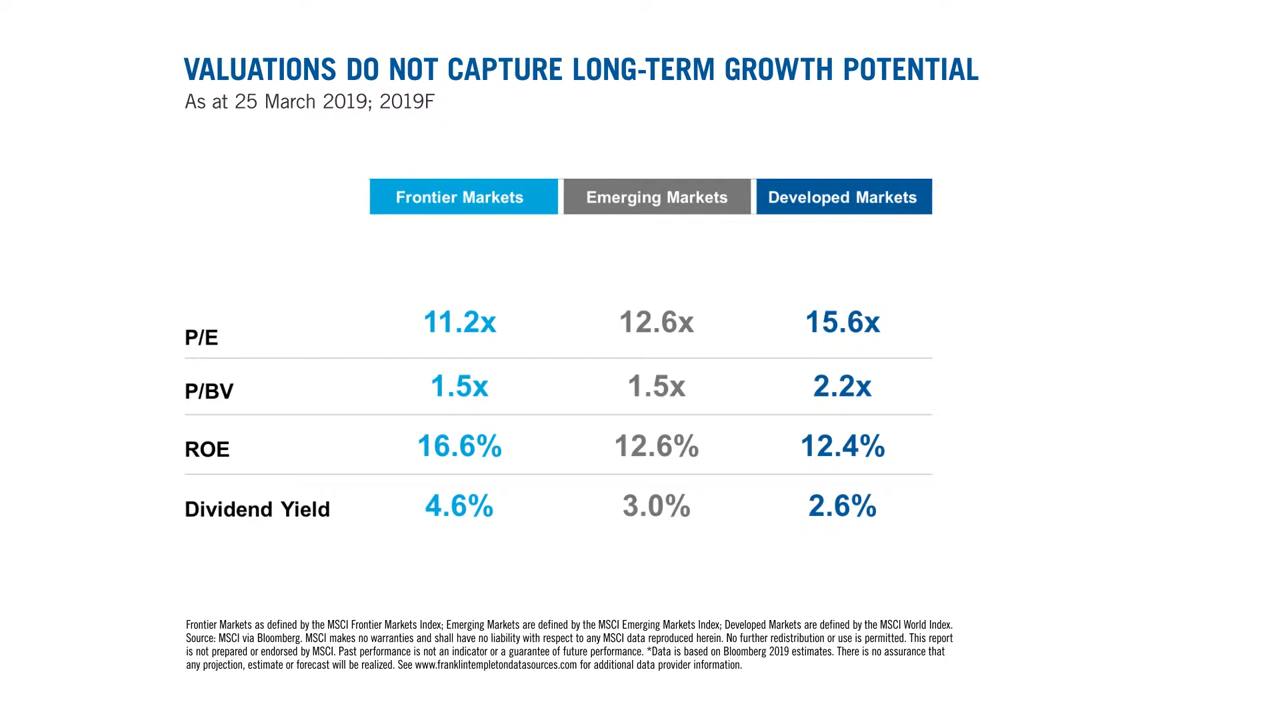 VALUATIONS DO NOT CAPTURE LONG-TERM GROWTH POTENTIAL
As at 25 March 2019; 2019F
Frontier Markets Emerging Markets Developed Markets
P/E 11.2x 12.6x 15.6x
P/BV 1.5x 1.5x 2.2x
ROE 16.6% 12.6% 12.4%
Dividend Yield 4.6% 3.0% 2.6%
Frontier Markets as defined by the MSCI Frontier Markets Index; Emerging Markets are defined by the MSCI Emerging Markets Index; Developed Markets are defined by the MSCI World Index.
Source: MSCI via Bloomberg. MSCI makes no warranties and shall have no liability with respect to any MSCI data reproduced herein. No further redistribution or use is permitted. This report
is not prepared or endorsed by MSCI. Past performance is not an indicator or a guarantee of future performance. *Data is based on Bloomberg 2019 estimates. There is no assurance that
any projection, estimate or forecast will be realized. See www.franklintempletondatasources.com for additional data provider information.